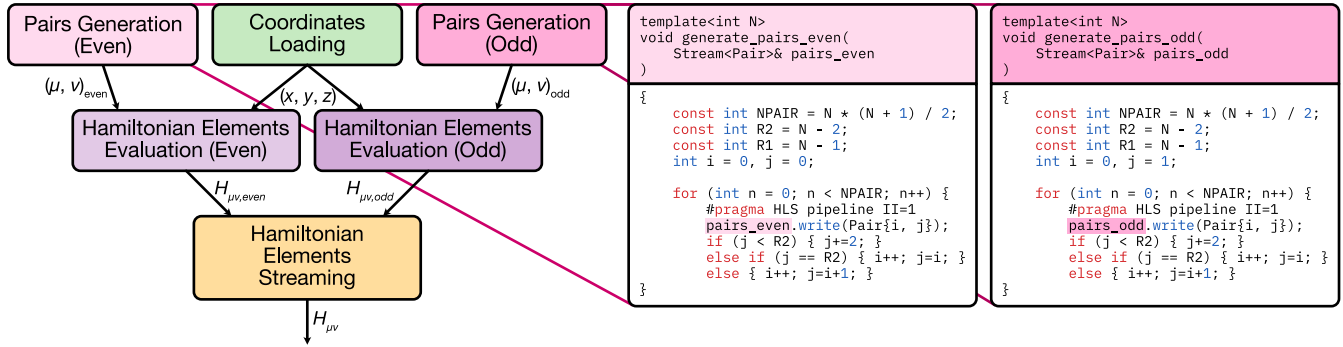 Pairs Generation
(Even)
Coordinates
Loading
Pairs Generation
(Odd)
(μ, ν)even
(x, y, z)
(μ, ν)odd
Hamiltonian Elements
Evaluation (Even)
Hamiltonian Elements
Evaluation (Odd)
Hμν,even
Hμν,odd
Hamiltonian
Elements
Streaming
Hμν
template<int N>
void generate_pairs_even(
    Stream<Pair>& pairs_even
)
{
    const int NPAIR = N * (N + 1) / 2;
    const int R2 = N - 2;
    const int R1 = N - 1;
    int i = 0, j = 0;
    for (int n = 0; n < NPAIR; n++) {
        #pragma HLS pipeline II=1
        pairs_even.write(Pair{i, j});
        if (j < R2) { j+=2; }
        else if (j == R2) { i++; j=i; }
        else { i++; j=i+1; }
}
template<int N>
void generate_pairs_odd(
    Stream<Pair>& pairs_odd
)
{
    const int NPAIR = N * (N + 1) / 2;
    const int R2 = N - 2;
    const int R1 = N - 1;
    int i = 0, j = 1;
    for (int n = 0; n < NPAIR; n++) {
        #pragma HLS pipeline II=1
        pairs_odd.write(Pair{i, j});
        if (j < R2) { j+=2; }
        else if (j == R2) { i++; j=i; }
        else { i++; j=i+1; }
}